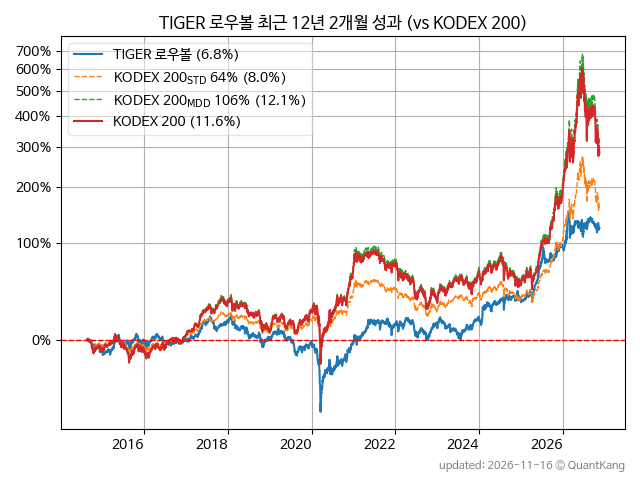 TIGER 로우볼 최근 12년 2개월 성과 (vs KODEX 200)
TIGER 로우볼 (6.8%)
KODEX 200STD 64% (8.0%)
KODEX 200MDD 106% (12.1%)
KODEX 200 (11.6%)
700%
600%
500%
400%
300%
200%
100%
0%
2016 2018 2020 2022 2024 2026
updated: 2026-11-16 © QuantKang